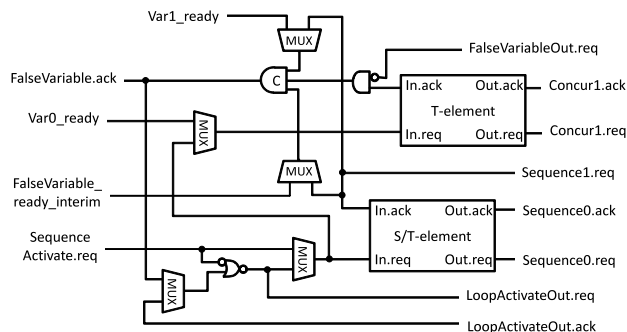 Var1_ready
MUX
FalseVariableOut.req
FalseVariable.ack
C
In.ack
Out.ack
Concur1.ack
T-element
Var0_ready
MUX
In.req
Out.req
Concur1.req
MUX
Sequence1.req
FalseVariable_
ready_interim
In.ack
Out.ack
Sequence0.ack
S/T-element
Sequence
Activate.req
MUX
In.req
Out.req
Sequence0.req
MUX
LoopActivateOut.req
LoopActivateOut.ack